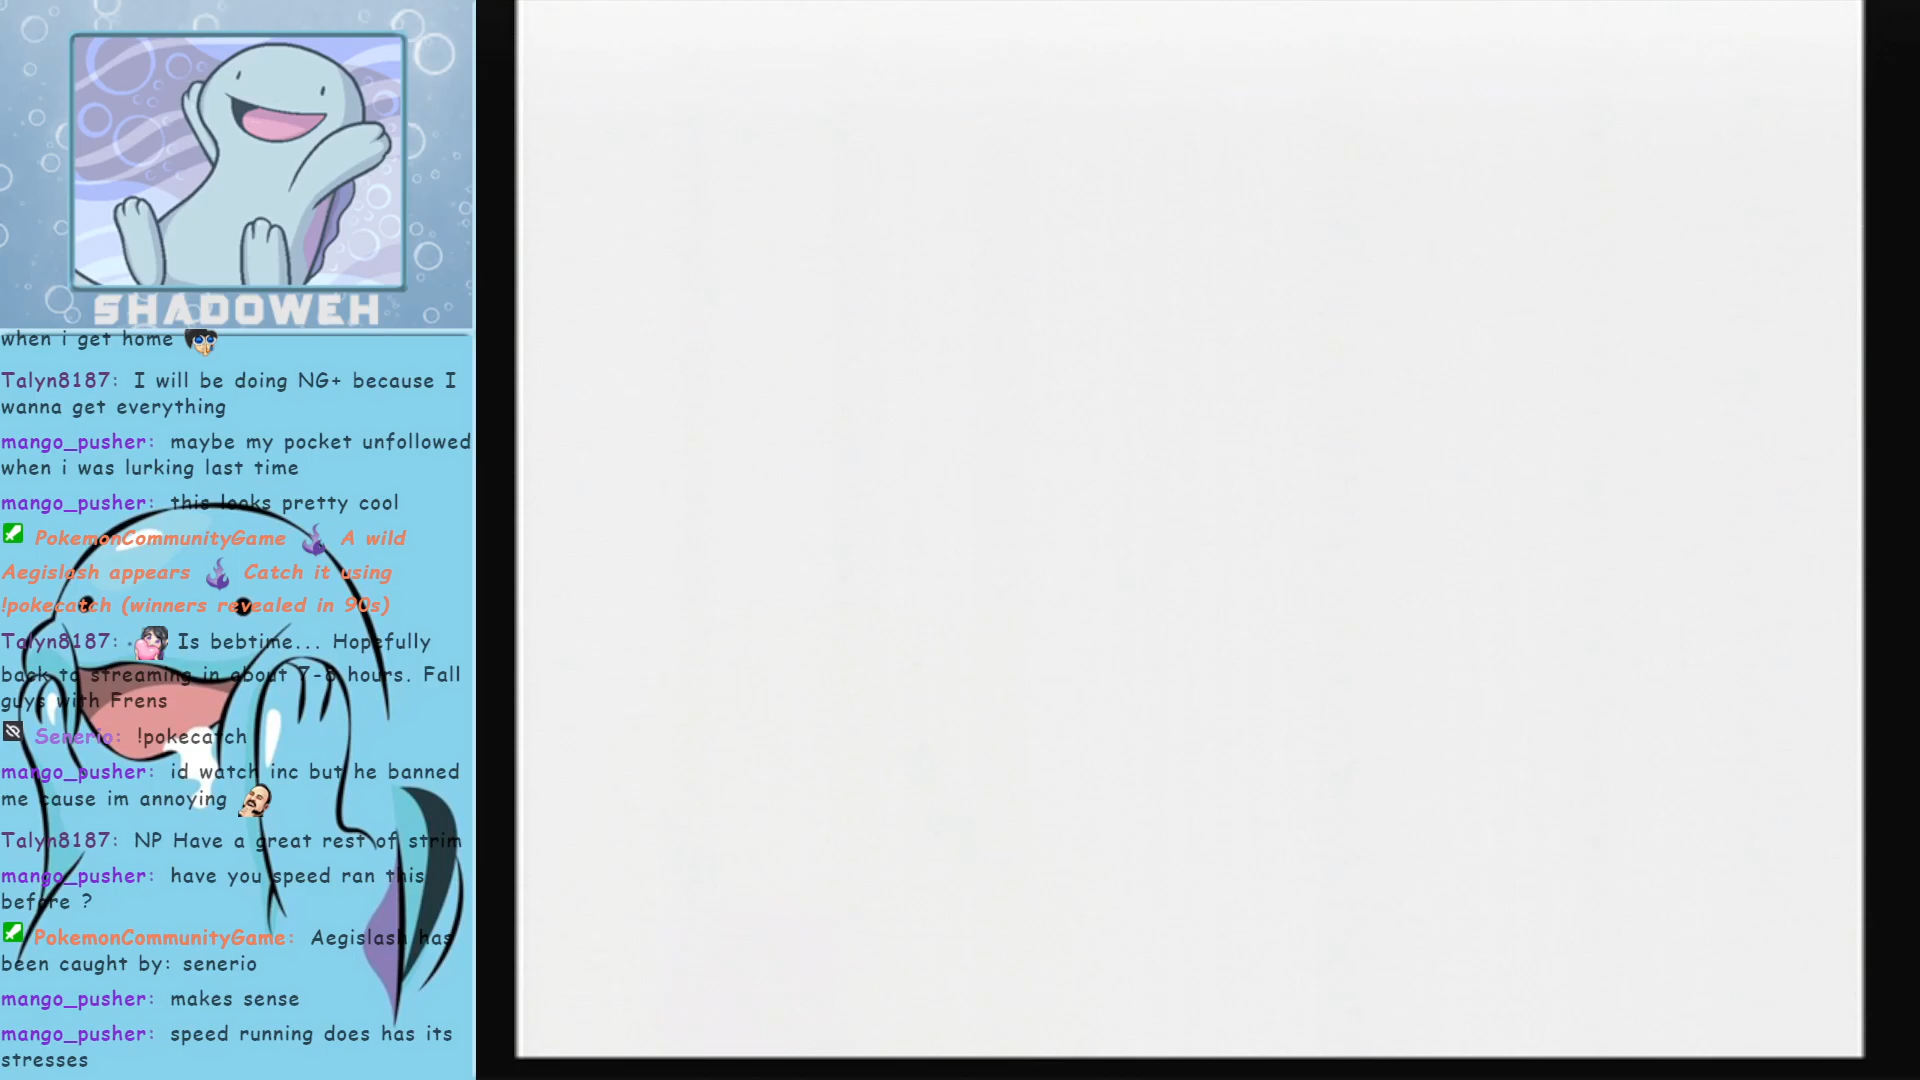 SHADOWEH
when i get home
Talyn8187: I will be doing NG+ because I
wanna get everything
mango_pusher: maybe my pocket unfollowed
when i was lurking last time
mango_pusher: this looks pretty cool
PokemonCommunityGame A wild
Aegislash appears Catch it using
!pokecatch (winners revealed in 90s)
Talyn8187: Is bebtime... Hopefully
back to streaming in about 7-8 hours. Fall
guys with Frens
Senerio: !pokecatch
mango_pusher: id watch inc but he banned
me cause im annoying
Talyn8187: NP Have a great rest of strim
mango_pusher: have you speed ran this
before ?
PokemonCommunityGame: Aegislash has
been caught by: senerio
mango_pusher: makes sense
mango_pusher: speed running does has its
stresses